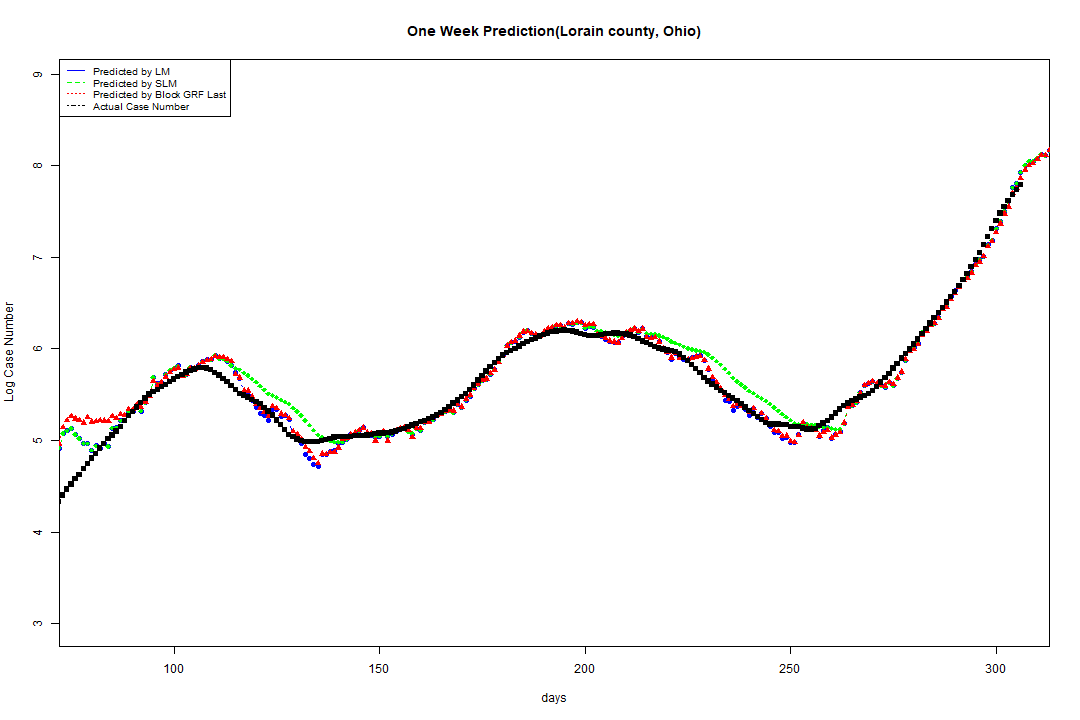 One Week Prediction(Lorain county, Ohio)
Predicted by LM
Predicted by SLM
Predicted by Block GRF Last
Actual Case Number
9
8
7
6
5
4
3
Log Case Number
100 150 200 250 300
days